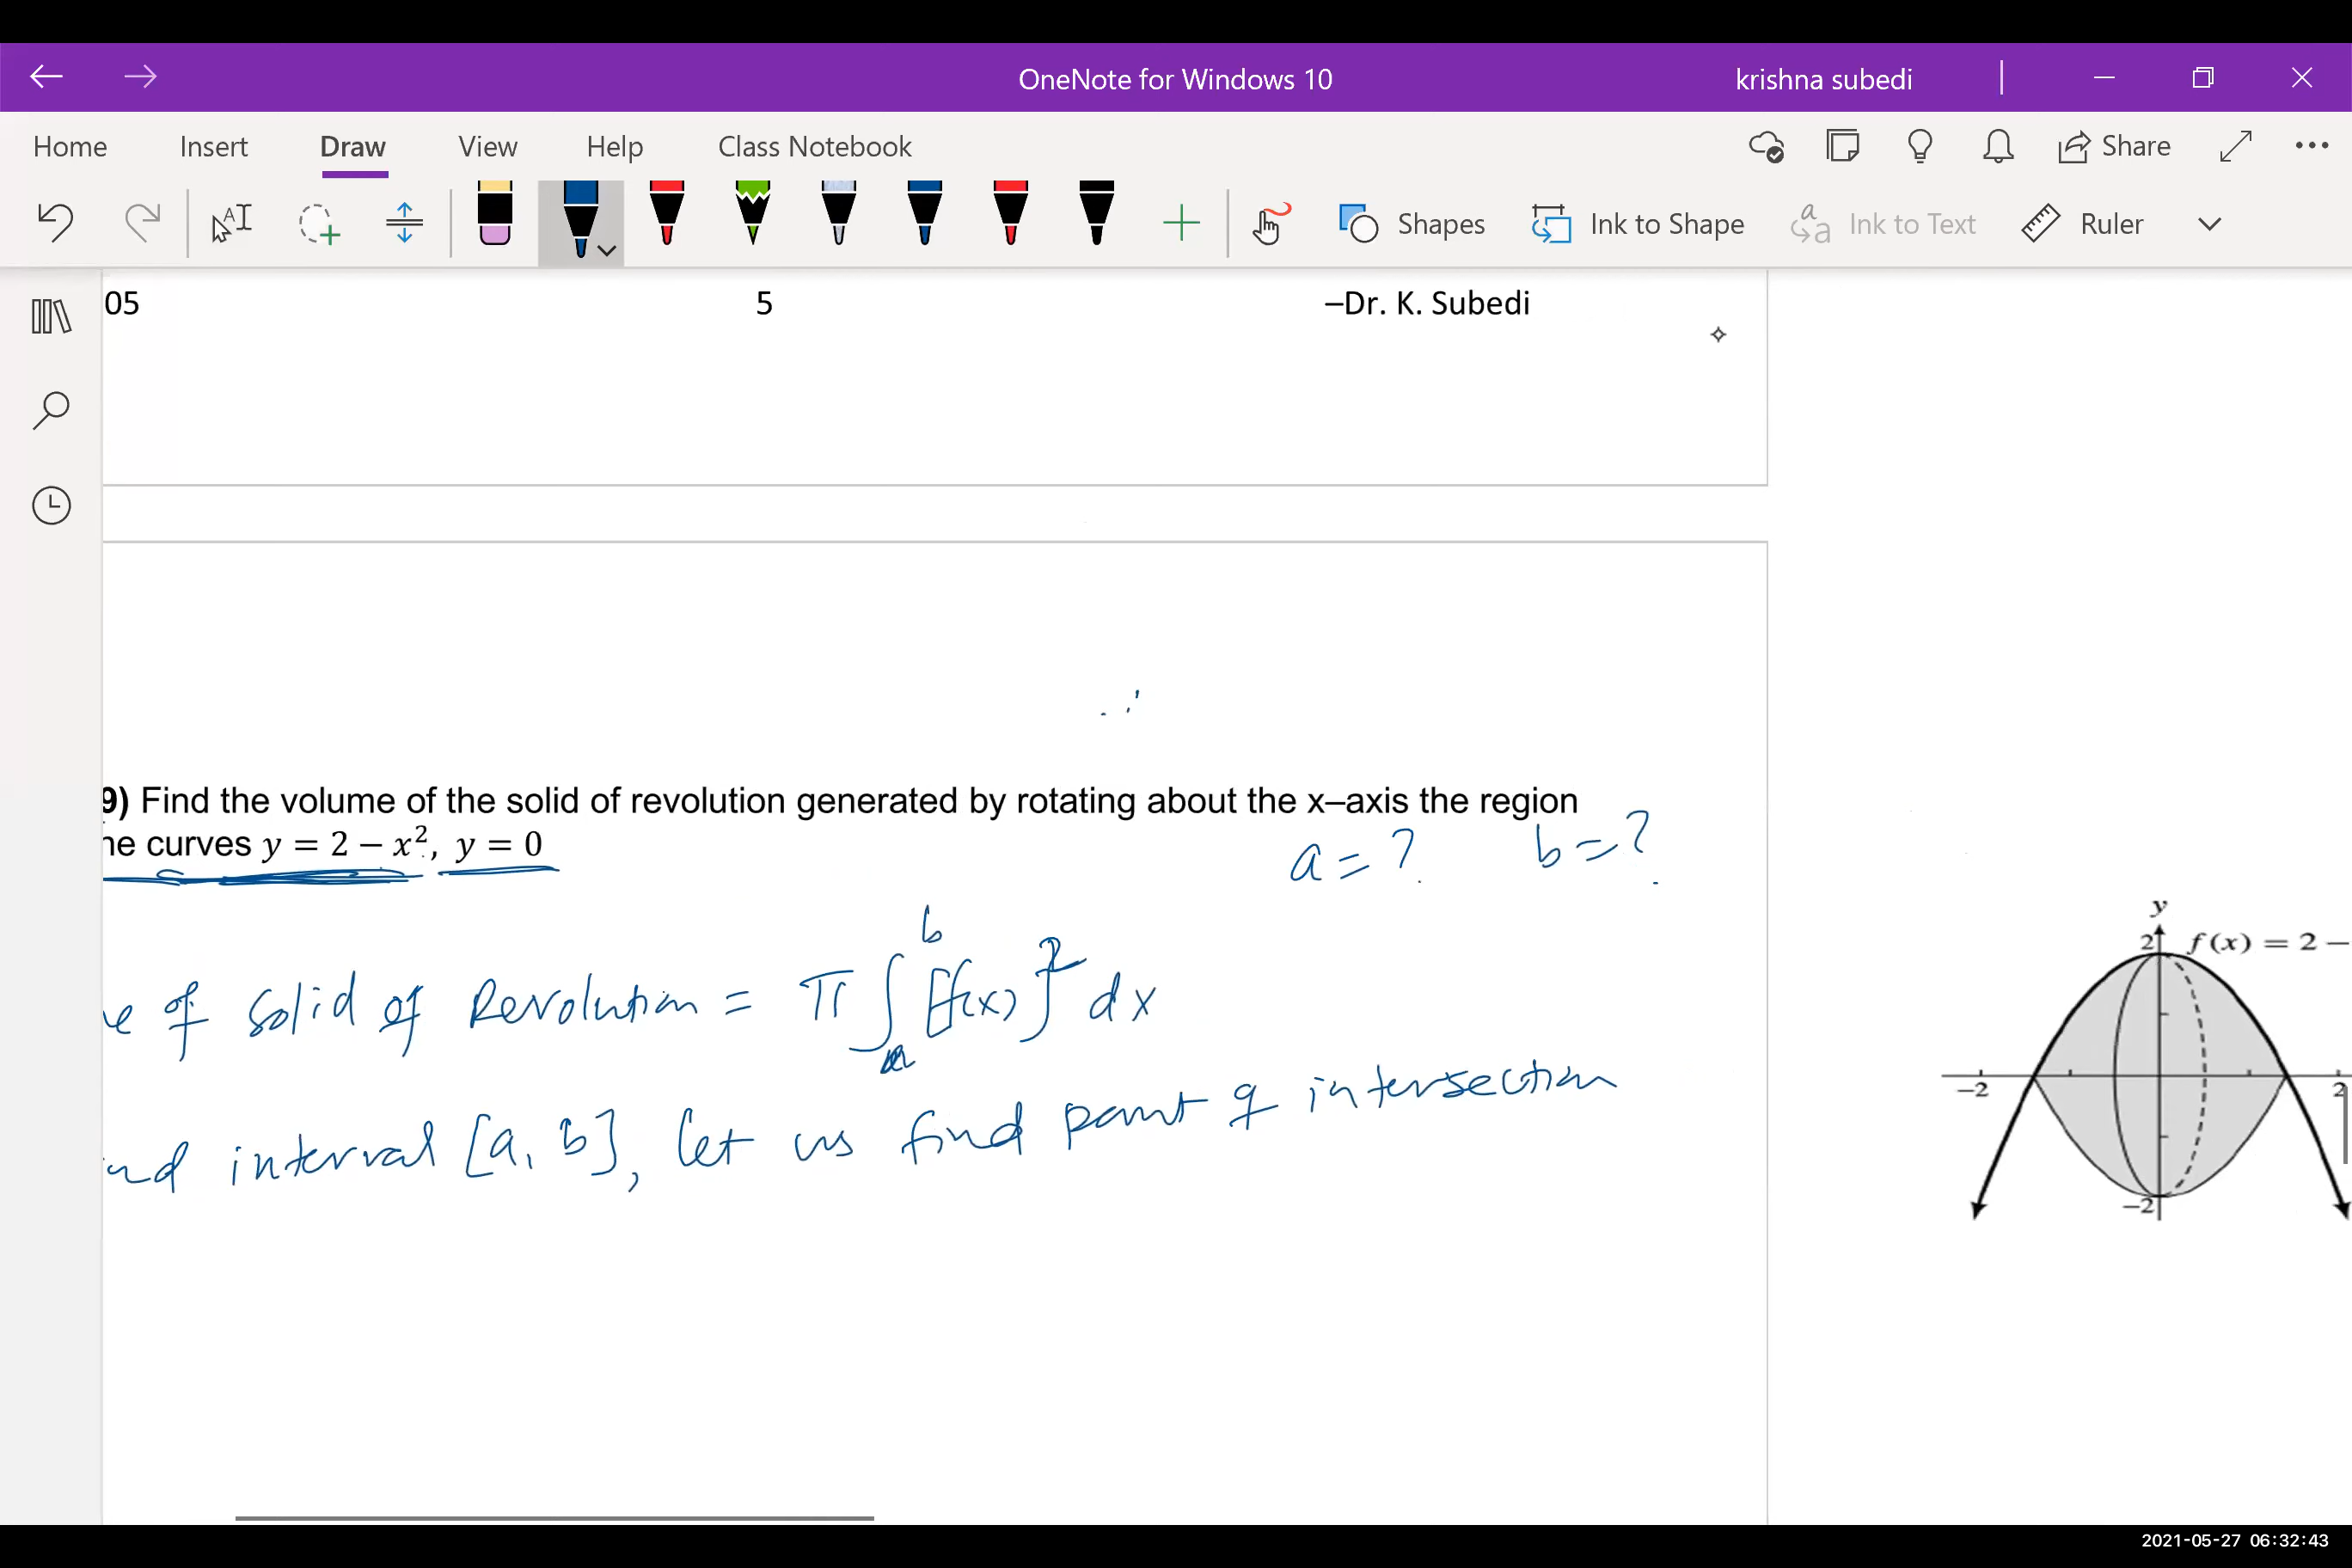 OneNote for Windows 10
krishna subedi
Home Insert Draw View Help Class Notebook
Share
Shapes Ink to Shape Ink to Text Ruler
05 5 –Dr. K. Subedi
9) Find the volume of the solid of revolution generated by rotating about the x–axis the region
he curves y = 2 − x², y = 0
a = ? b = ?
e of Solid of Revolution = π ∫ₐᵇ [f(x)]² dx
nd interval [a, b], let us find point of intersection
y
2
f(x) = 2 −
−2
2
−2
2021-05-27 06:32:43